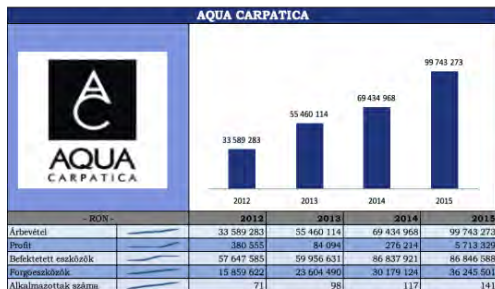 AQUA CARPATICA
AC
AQUA
CARPATICA
99 743 273
69 434 968
55 460 114
33 589 283
2012 2013 2014 2015
- RON - 2012 2013 2014 2015
Árbevétel 33 589 283 55 460 114 69 434 968 99 743 273
Profit 380 555 84 094 276 214 5 713 329
Befektetett eszközök 57 647 585 59 956 631 86 837 921 86 846 588
Forgóeszközök 15 859 622 23 604 490 30 179 124 36 245 501
Alkalmazottak száma 71 98 117 141